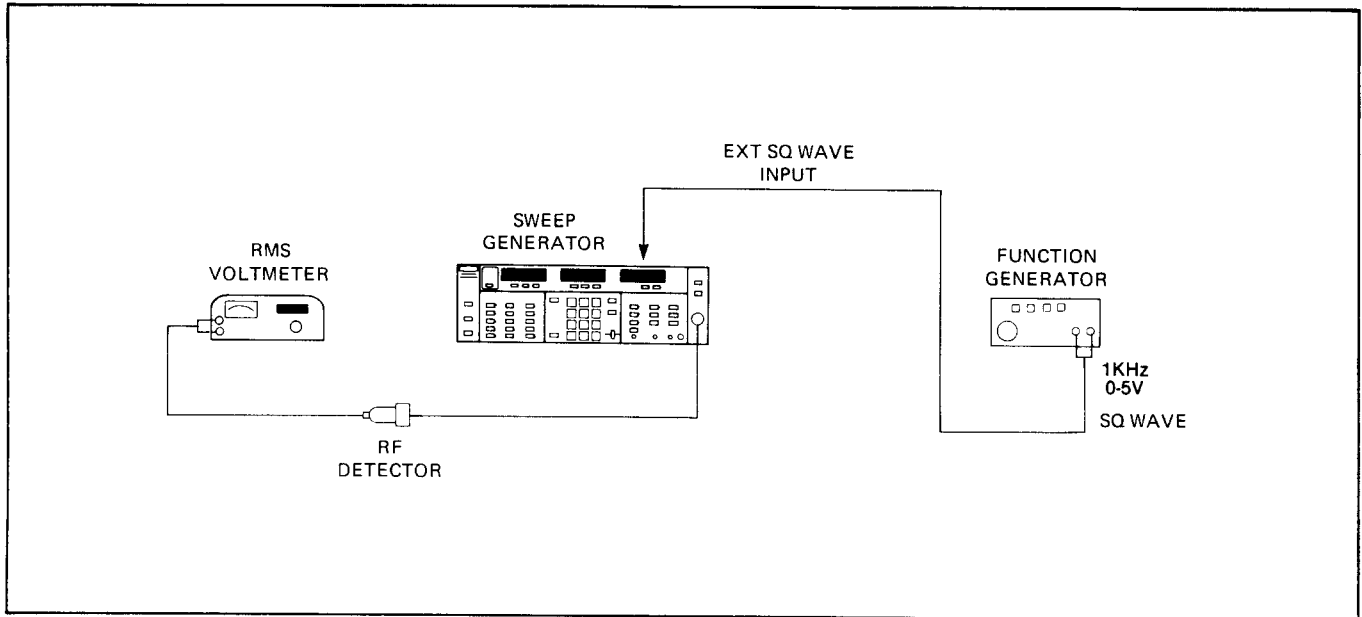 EXT SQ WAVE
INPUT
SWEEP
GENERATOR
RMS
VOLTMETER
FUNCTION
GENERATOR
1KHz
0-5V
SQ WAVE
RF
DETECTOR